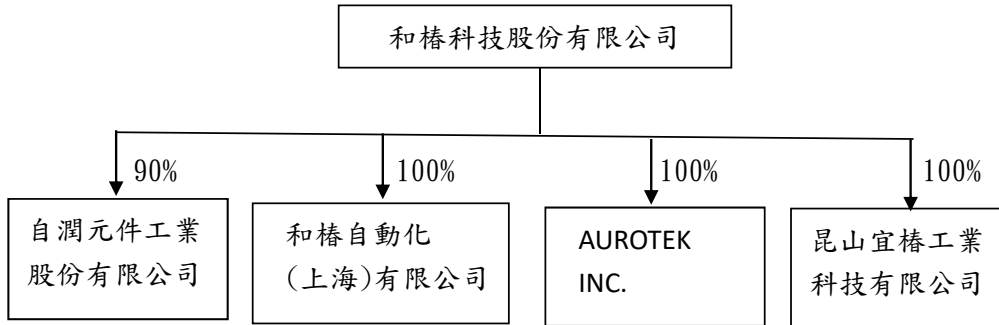 和椿科技股份有限公司
90%
100%
100%
100%
自潤元件工業
股份有限公司
和椿自動化
(上海)有限公司
AUROTEK
INC.
昆山宜椿工業
科技有限公司